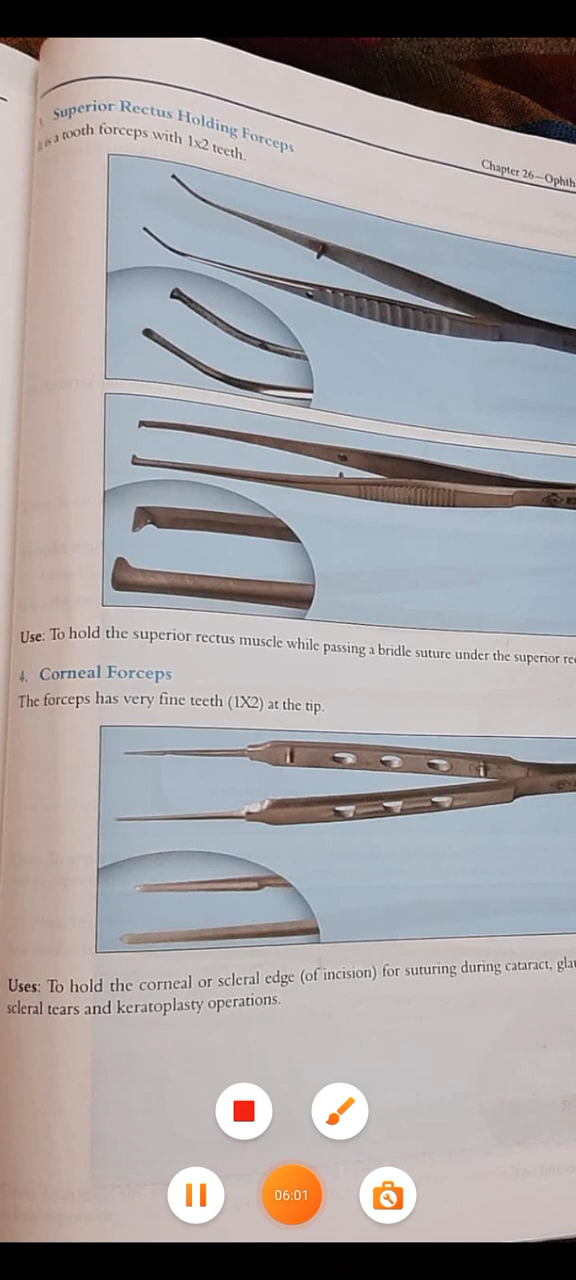 Chapter 26—Ophth
Superior Rectus Holding Forceps
is a tooth forceps with 1x2 teeth.
Use: To hold the superior rectus muscle while passing a bridle suture under the superior re
4. Corneal Forceps
The forceps has very fine teeth (1X2) at the tip.
Uses: To hold the corneal or scleral edge (of incision) for suturing during cataract, glau
scleral tears and keratoplasty operations.
06:01